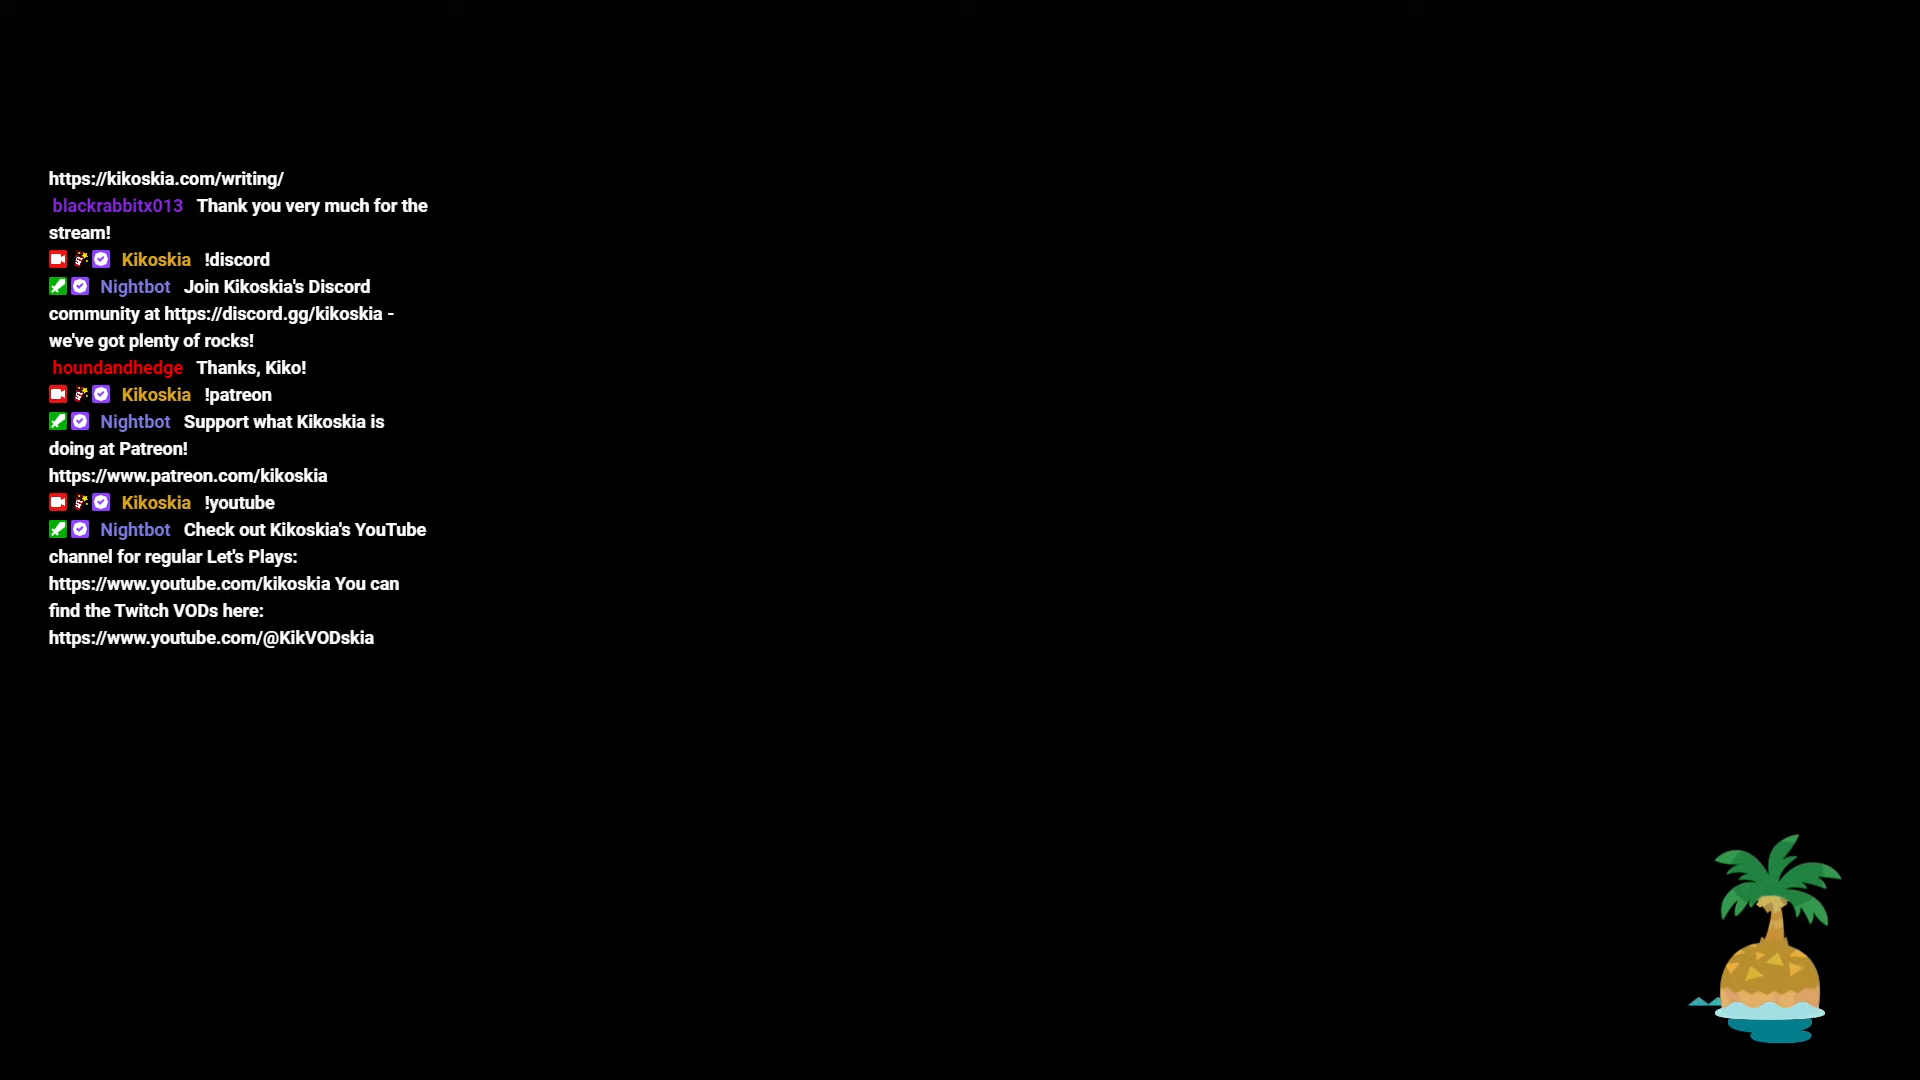 https://kikoskia.com/writing/
blackrabbitx013 Thank you very much for the
stream!
Kikoskia !discord
Nightbot Join Kikoskia's Discord
community at https://discord.gg/kikoskia -
we've got plenty of rocks!
houndandhedge Thanks, Kiko!
Kikoskia !patreon
Nightbot Support what Kikoskia is
doing at Patreon!
https://www.patreon.com/kikoskia
Kikoskia !youtube
Nightbot Check out Kikoskia's YouTube
channel for regular Let's Plays:
https://www.youtube.com/kikoskia You can
find the Twitch VODs here:
https://www.youtube.com/@KikVODskia